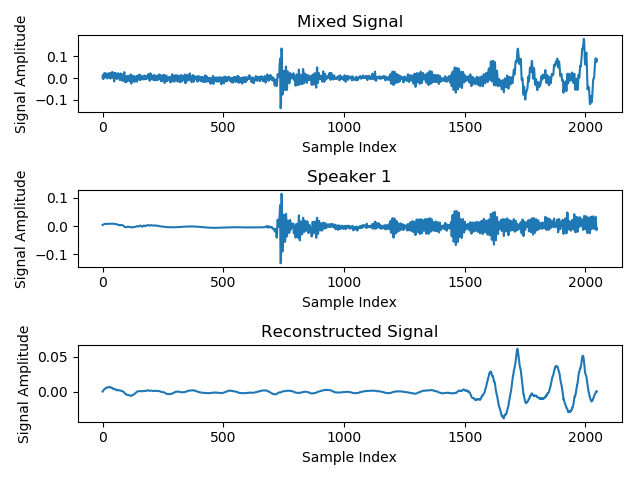 Mixed Signal
Signal Amplitude
0.1
0.0
−0.1
0 500 1000 1500 2000
Sample Index
Speaker 1
Signal Amplitude
0.1
0.0
−0.1
0 500 1000 1500 2000
Sample Index
Reconstructed Signal
Signal Amplitude
0.05
0.00
0 500 1000 1500 2000
Sample Index